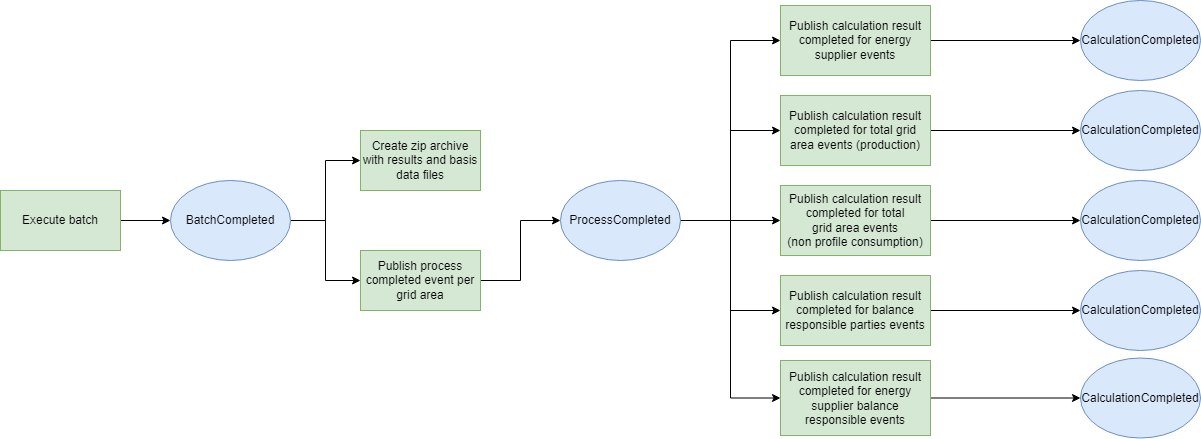 Execute batch
BatchCompleted
Create zip archive
with results and basis
data files
Publish process
completed event per
grid area
ProcessCompleted
Publish calculation result
completed for energy
supplier events
CalculationCompleted
Publish calculation result
completed for total grid
area events (production)
CalculationCompleted
Publish calculation result
completed for total
grid area events
(non profile consumption)
CalculationCompleted
Publish calculation result
completed for balance
responsible parties events
CalculationCompleted
Publish calculation result
completed for energy
supplier balance
responsible events
CalculationCompleted